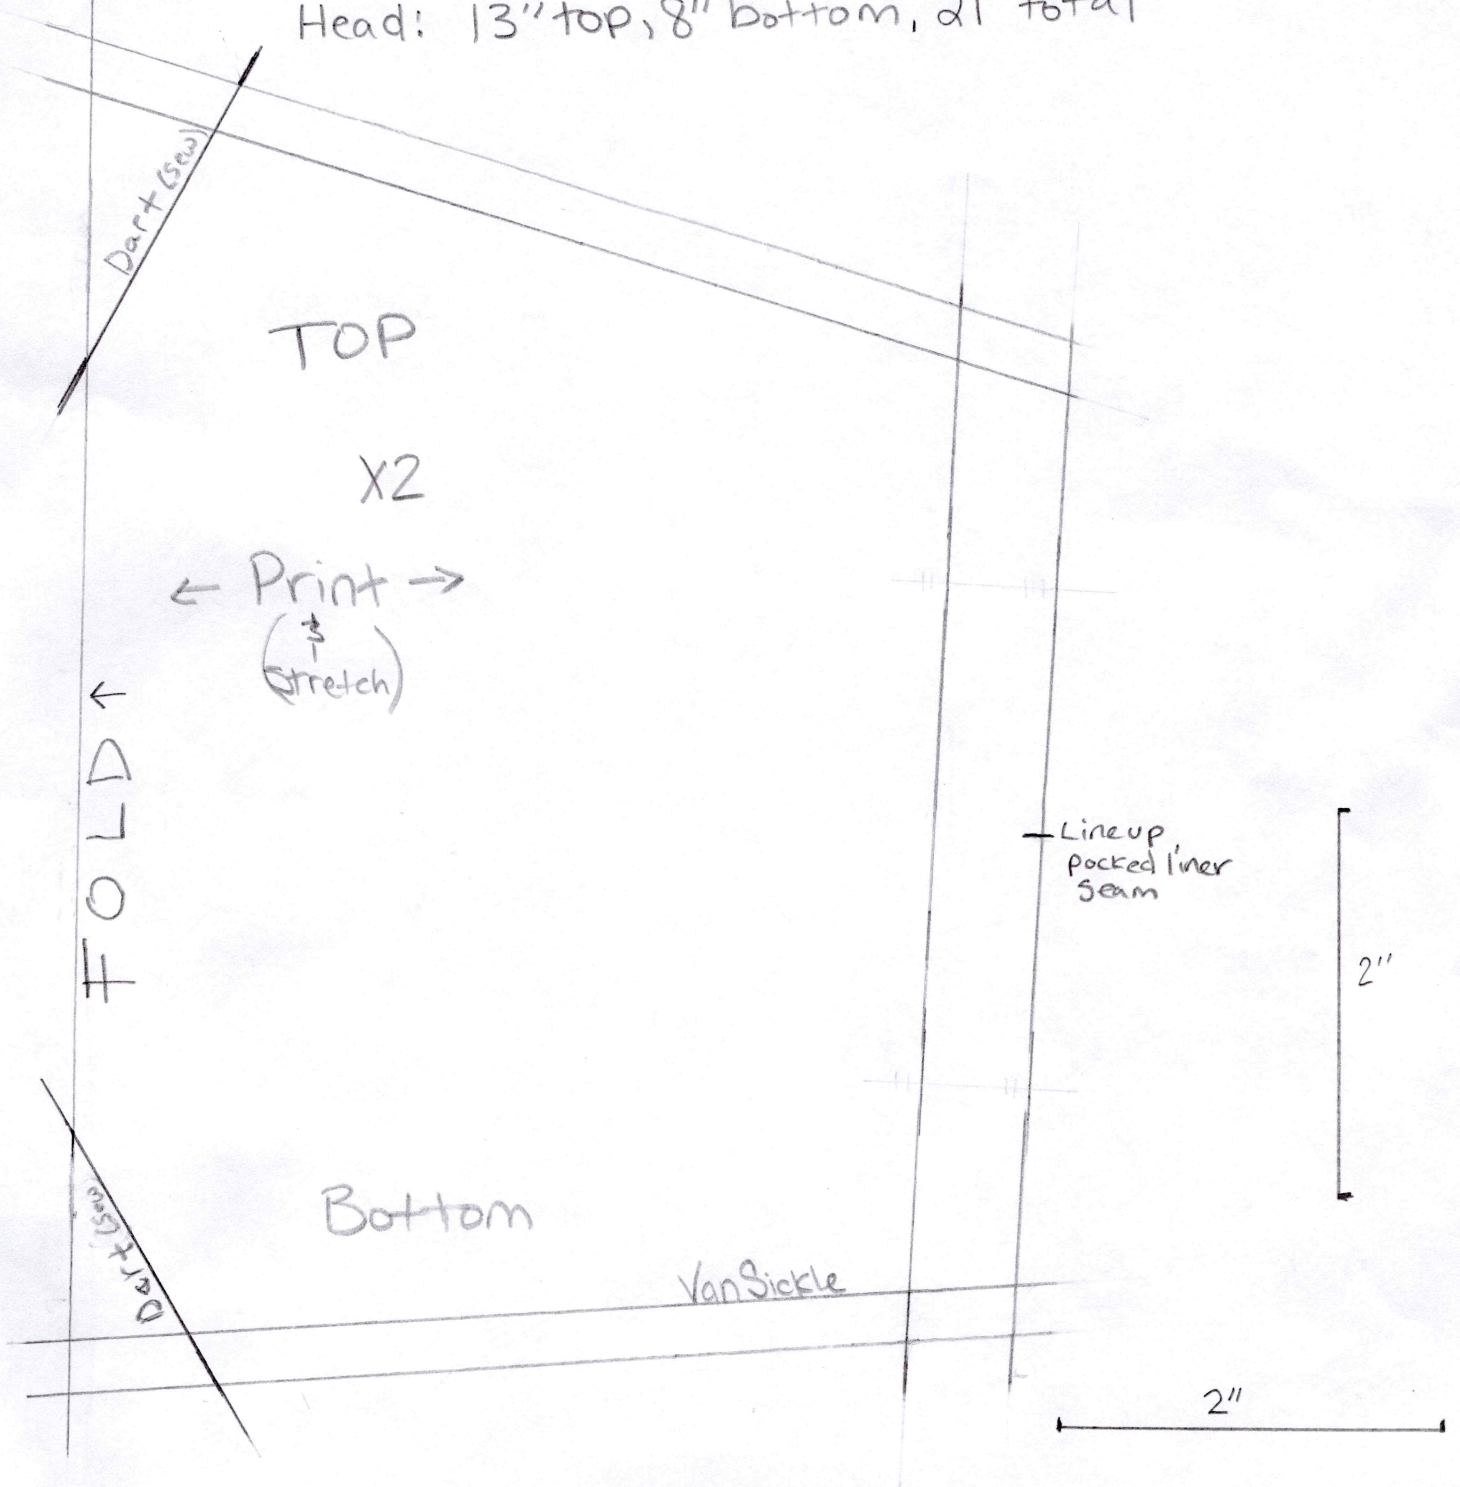 Head: 13" top, 8" bottom, 21 total
Dart (sew)
TOP
X2
← Print →
(&
Stretch)
FOLD ↑
Line up
pocked liner
seam
2"
Dart (sew)
Bottom
VanSickle
2"